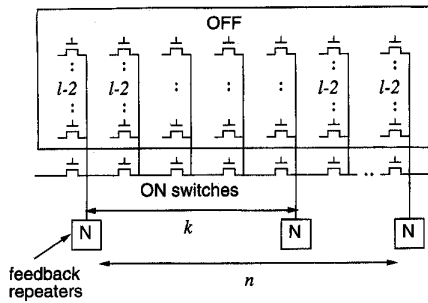 OFF
l-2 l-2 l-2 l-2
ON switches
k
N N N
feedback
repeaters
n